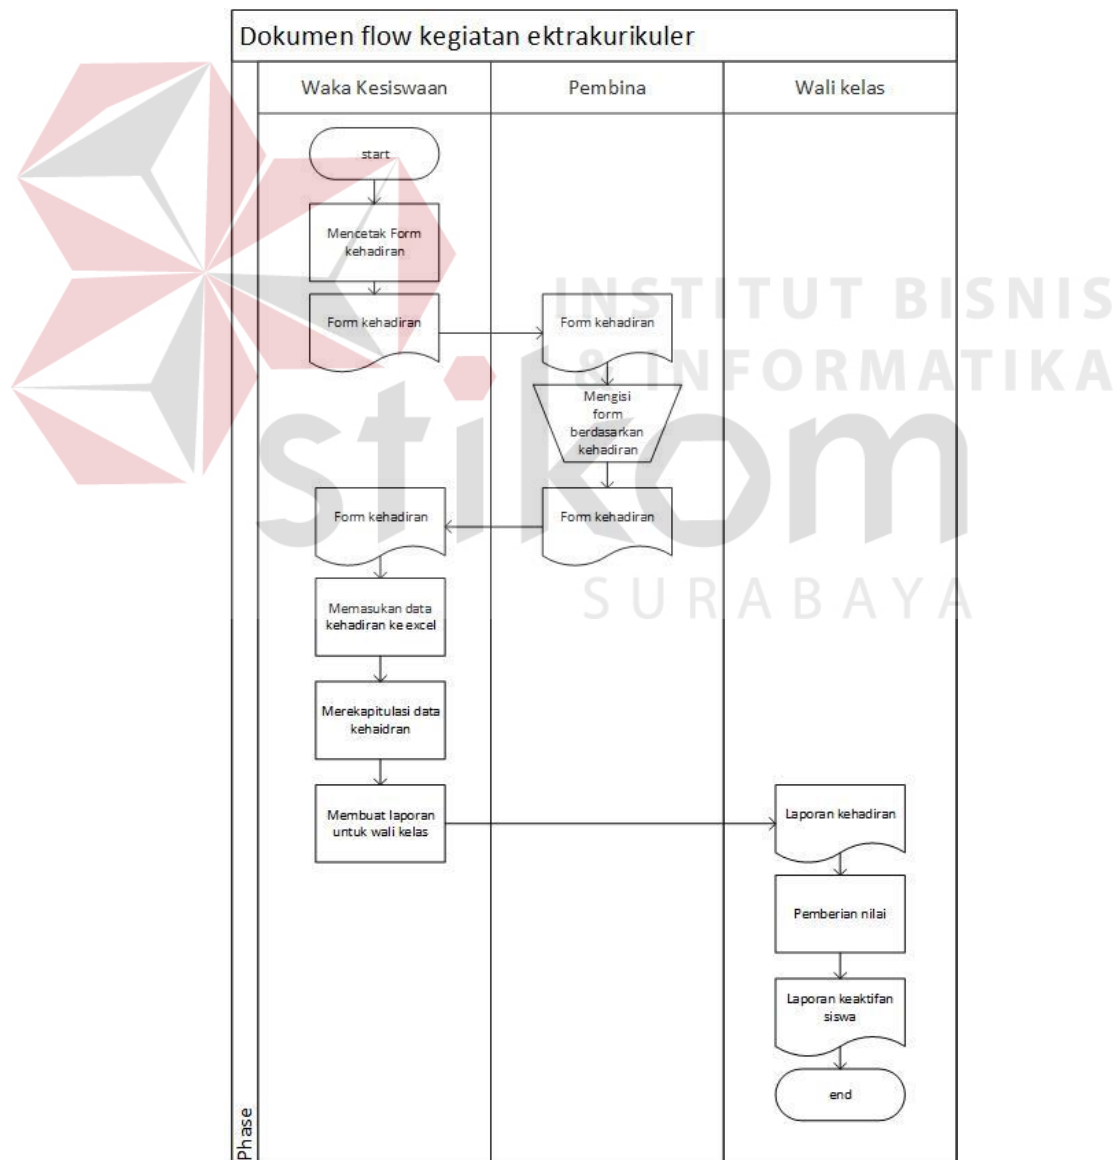 Dokumen flow kegiatan ektrakurikuler
Waka Kesiswaan
Pembina
Wali kelas
start
Mencetak Form
kehadiran
Form kehadiran
Form kehadiran
Mengisi
form
berdasarkan
kehadiran
Form kehadiran
Form kehadiran
Memasukan data
kehadiran ke excel
Merekapitulasi data
kehaidran
Membuat laporan
untuk wali kelas
Laporan kehadiran
Pemberian nilai
Laporan keaktifan
siswa
end
Phase
INSTITUT BISNIS
& INFORMATIKA
stikom
SURABAYA